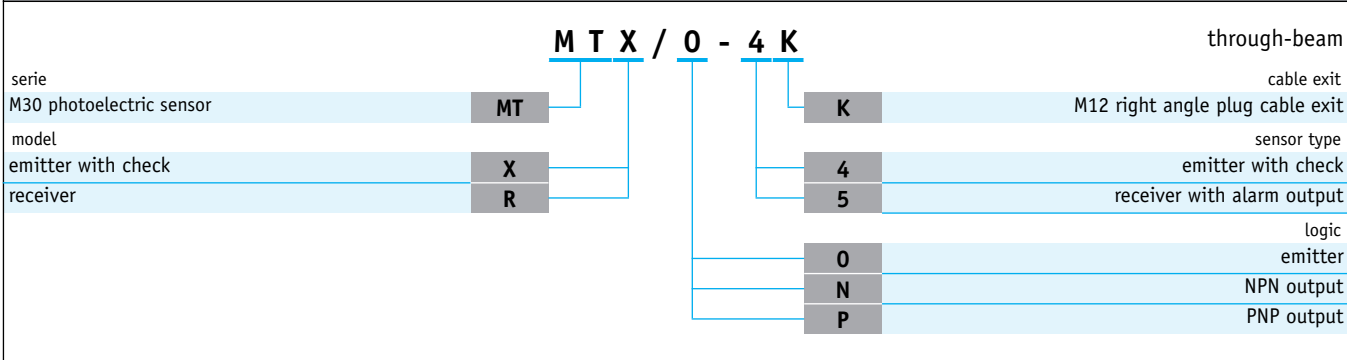 M T X / 0 - 4 K
through-beam
serie
M30 photoelectric sensor MT
model
emitter with check X
receiver R
cable exit
K M12 right angle plug cable exit
sensor type
4 emitter with check
5 receiver with alarm output
logic
0 emitter
N NPN output
P PNP output